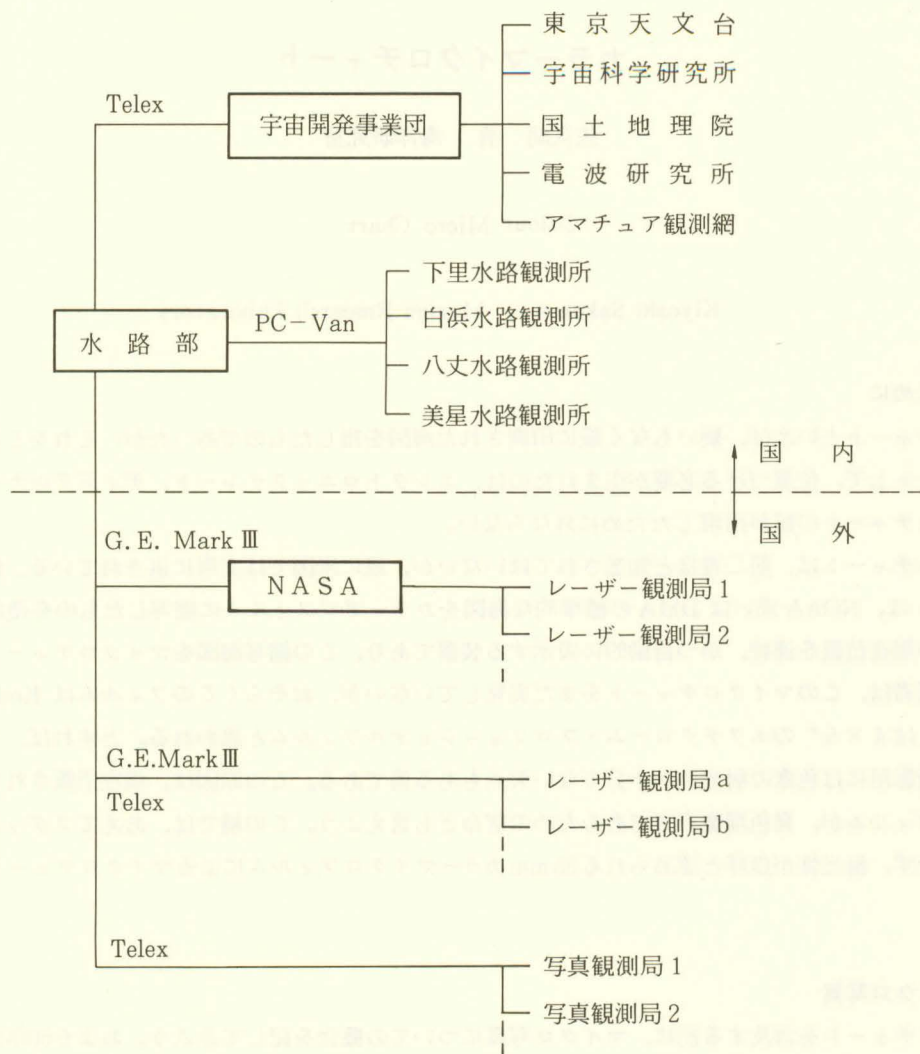 東京天文台
宇宙科学研究所
Telex
宇宙開発事業団
国土地理院
電波研究所
アマチュア観測網
下里水路観測所
PC-Van
白浜水路観測所
水路部
八丈水路観測所
美星水路観測所
国内
国外
G. E. Mark Ⅲ
NASA
レーザー観測局1
レーザー観測局2
G.E.Mark Ⅲ
Telex
レーザー観測局a
レーザー観測局b
Telex
写真観測局1
写真観測局2